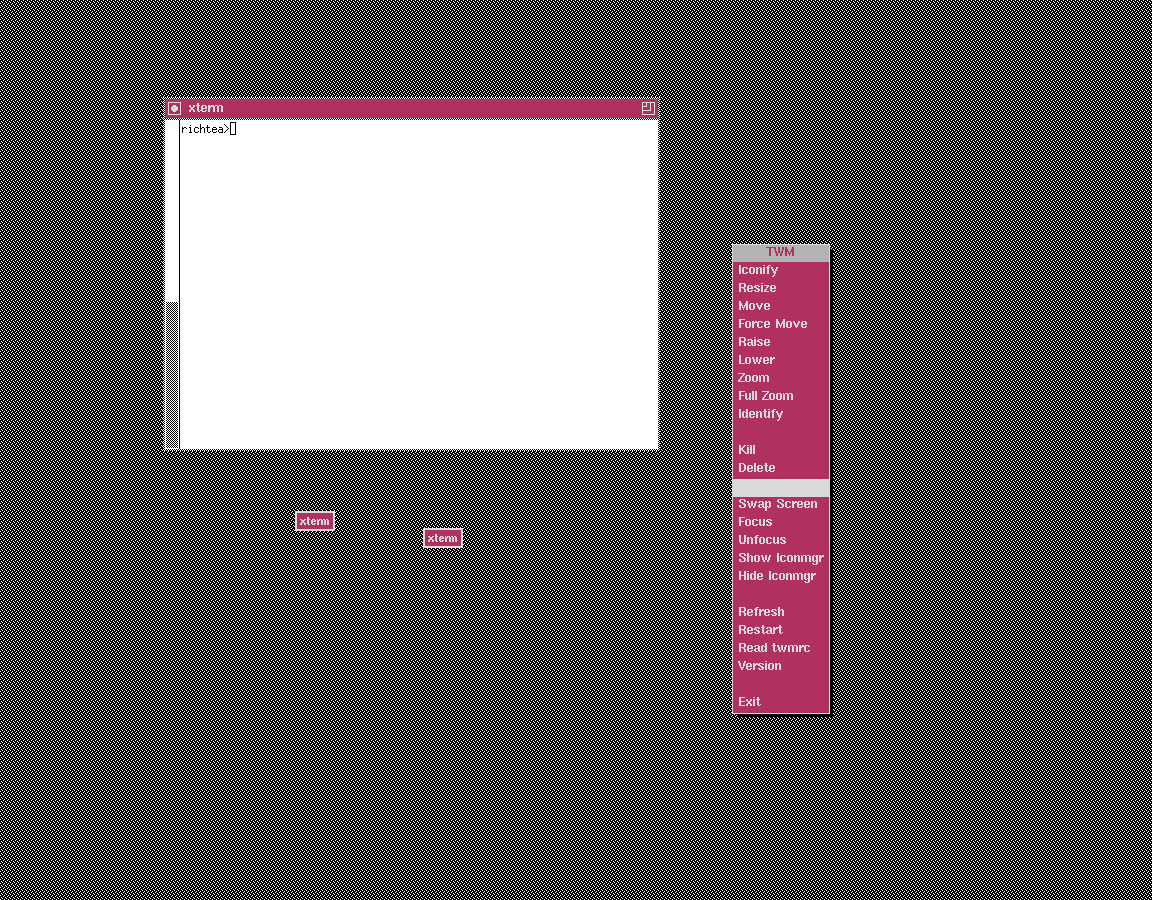 xterm
richtea>
TWM
Iconify
Resize
Move
Force Move
Raise
Lower
Zoom
Full Zoom
Identify
Kill
Delete
Swap Screen
Focus
Unfocus
Show Iconmgr
Hide Iconmgr
Refresh
Restart
Read twmrc
Version
Exit
xterm
xterm